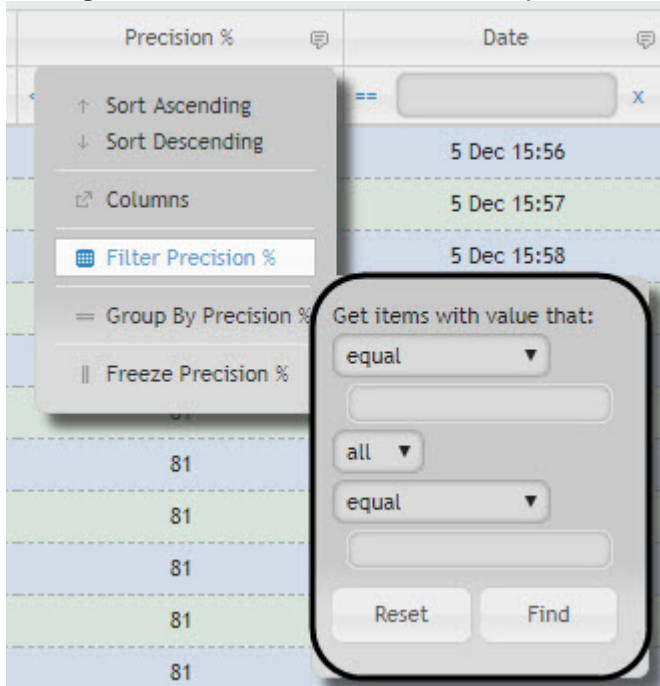 Precision %
Date
<
==
x
Sort Ascending
Sort Descending
Columns
Filter Precision %
Group By Precision %
Freeze Precision %
5 Dec 15:56
5 Dec 15:57
5 Dec 15:58
Get items with value that:
equal ▼
all ▼
equal ▼
Reset
Find
81
81
81
81
81